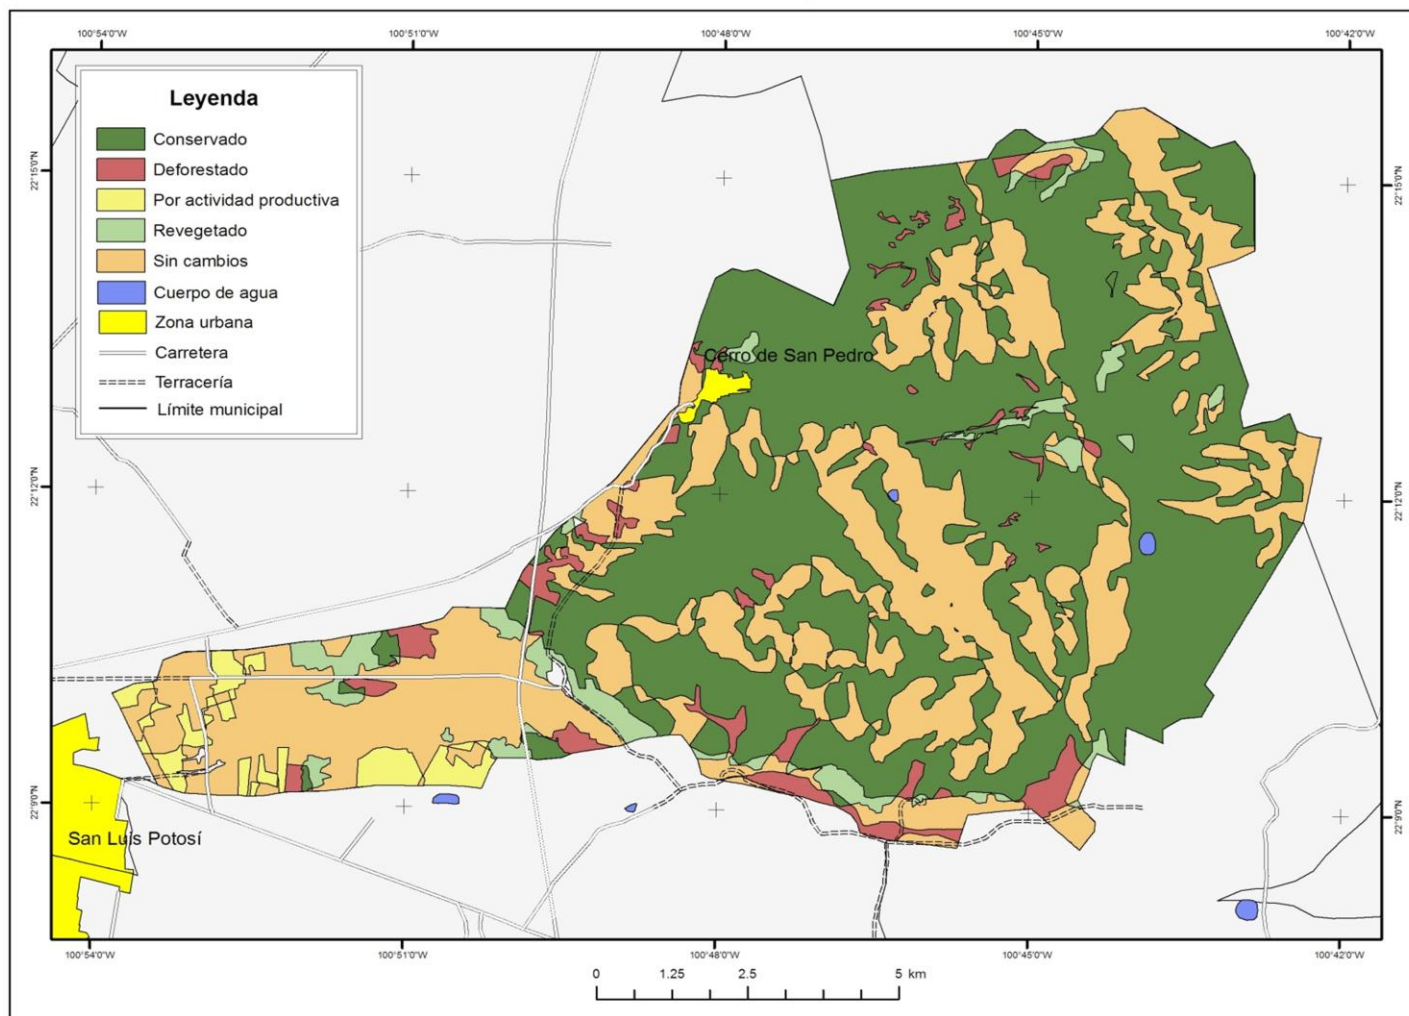 100°54'0"W 100°51'0"W 100°48'0"W 100°45'0"W 100°42'0"W
Leyenda
Conservado
Deforestado
Por actividad productiva
Revegetado
Sin cambios
Cuerpo de agua
Zona urbana
Carretera
Terracería
Límite municipal
22°15'0"N
22°15'0"N
Cerro de San Pedro
22°12'0"N
22°12'0"N
22°9'0"N
22°9'0"N
San Luis Potosí
100°54'0"W 100°51'0"W 100°48'0"W 100°45'0"W 100°42'0"W
0 1.25 2.5 5 km